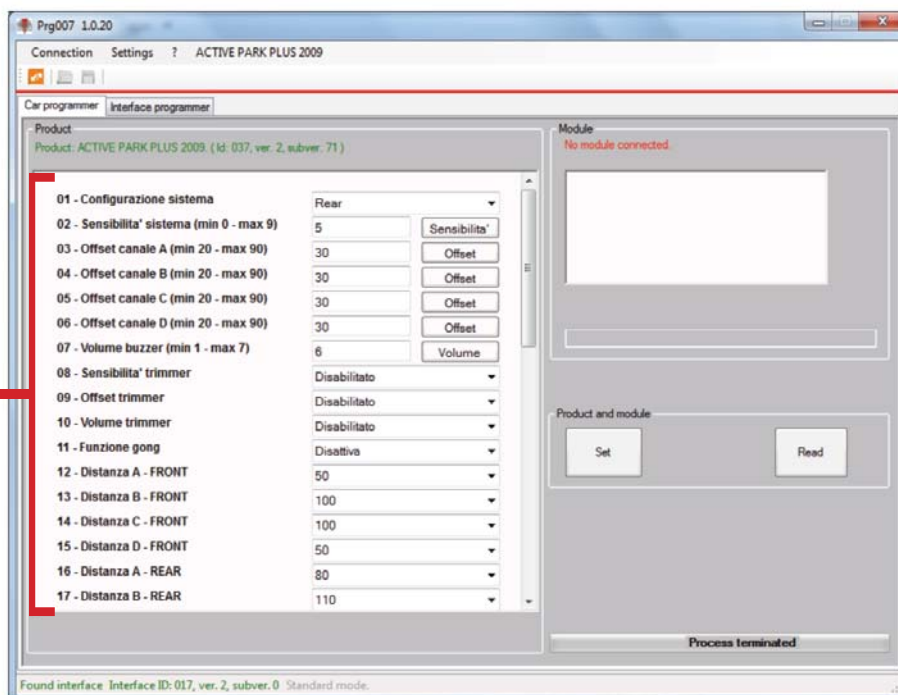 Prg007 1.0.20
Connection Settings ? ACTIVE PARK PLUS 2009
Car programmer Interface programmer
Product
Product: ACTIVE PARK PLUS 2009. ( Id: 037, ver. 2, subver. 71 )
01 - Configurazione sistema Rear
02 - Sensibilita' sistema (min 0 - max 9) 5 Sensibilita'
03 - Offset canale A (min 20 - max 90) 30 Offset
04 - Offset canale B (min 20 - max 90) 30 Offset
05 - Offset canale C (min 20 - max 90) 30 Offset
06 - Offset canale D (min 20 - max 90) 30 Offset
07 - Volume buzzer (min 1 - max 7) 6 Volume
08 - Sensibilita' trimmer Disabilitato
09 - Offset trimmer Disabilitato
10 - Volume trimmer Disabilitato
11 - Funzione gong Disattiva
12 - Distanza A - FRONT 50
13 - Distanza B - FRONT 100
14 - Distanza C - FRONT 100
15 - Distanza D - FRONT 50
16 - Distanza A - REAR 80
17 - Distanza B - REAR 110
Module
No module connected.
Product and module
Set Read
Process terminated
Found interface Interface ID: 017, ver. 2, subver. 0 Standard mode.